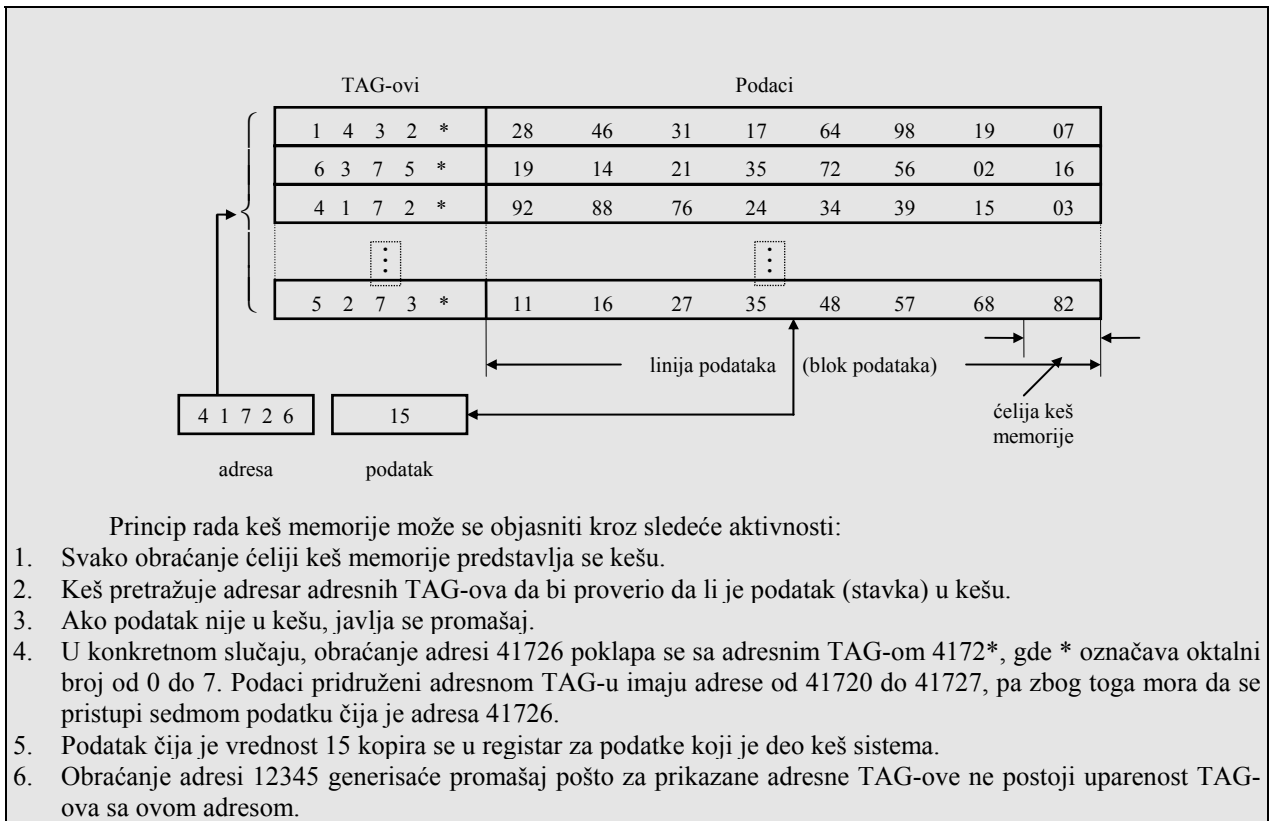 TAG-ovi Podaci
1 4 3 2 * 28 46 31 17 64 98 19 07
6 3 7 5 * 19 14 21 35 72 56 02 16
4 1 7 2 * 92 88 76 24 34 39 15 03
5 2 7 3 * 11 16 27 35 48 57 68 82
linija podataka (blok podataka)
4 1 7 2 6 15
ćelija keš
memorije
adresa podatak
Princip rada keš memorije može se objasniti kroz sledeće aktivnosti:
1. Svako obraćanje ćeliji keš memorije predstavlja se kešu.
2. Keš pretražuje adresar adresnih TAG-ova da bi proverio da li je podatak (stavka) u kešu.
3. Ako podatak nije u kešu, javlja se promašaj.
4. U konkretnom slučaju, obraćanje adresi 41726 poklapa se sa adresnim TAG-om 4172*, gde * označava oktalni
broj od 0 do 7. Podaci pridruženi adresnom TAG-u imaju adrese od 41720 do 41727, pa zbog toga mora da se
pristupi sedmom podatku čija je adresa 41726.
5. Podatak čija je vrednost 15 kopira se u registar za podatke koji je deo keš sistema.
6. Obraćanje adresi 12345 generisaće promašaj pošto za prikazane adresne TAG-ove ne postoji uparenost TAG-
ova sa ovom adresom.